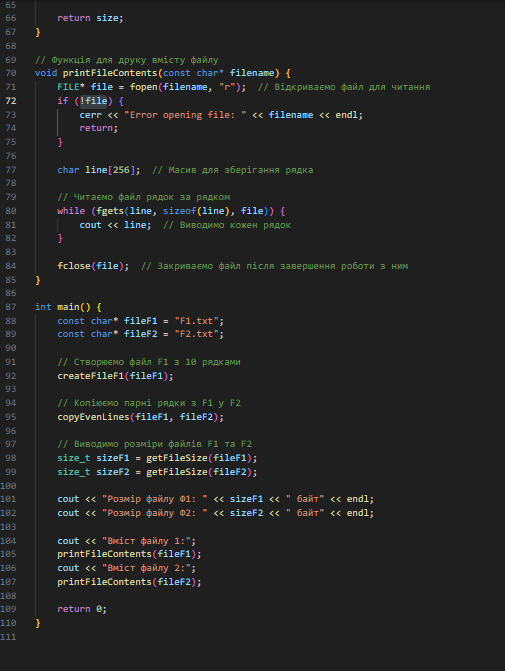 65
66 return size;
67 }
68
69 // Функція для друку вмісту файлу
70 void printFileContents(const char* filename) {
71 FILE* file = fopen(filename, "r"); // Відкриваємо файл для читання
72 if (!file) {
73 cerr << "Error opening file: " << filename << endl;
74 return;
75 }
76
77 char line[256]; // Масив для зберігання рядка
78
79 // Читаємо файл рядок за рядком
80 while (fgets(line, sizeof(line), file)) {
81 cout << line; // Виводимо кожен рядок
82 }
83
84 fclose(file); // Закриваємо файл після завершення роботи з ним
85 }
86
87 int main() {
88 const char* fileF1 = "F1.txt";
89 const char* fileF2 = "F2.txt";
90
91 // Створюємо файл F1 з 10 рядками
92 createFileF1(fileF1);
93
94 // Копіюємо парні рядки з F1 у F2
95 copyEvenLines(fileF1, fileF2);
96
97 // Виводимо розміри файлів F1 та F2
98 size_t sizeF1 = getFileSize(fileF1);
99 size_t sizeF2 = getFileSize(fileF2);
100
101 cout << "Розмір файлу Ф1: " << sizeF1 << " байт" << endl;
102 cout << "Розмір файлу Ф2: " << sizeF2 << " байт" << endl;
103
104 cout << "Вміст файлу 1:";
105 printFileContents(fileF1);
106 cout << "Вміст файлу 2:";
107 printFileContents(fileF2);
108
109 return 0;
110 }
111